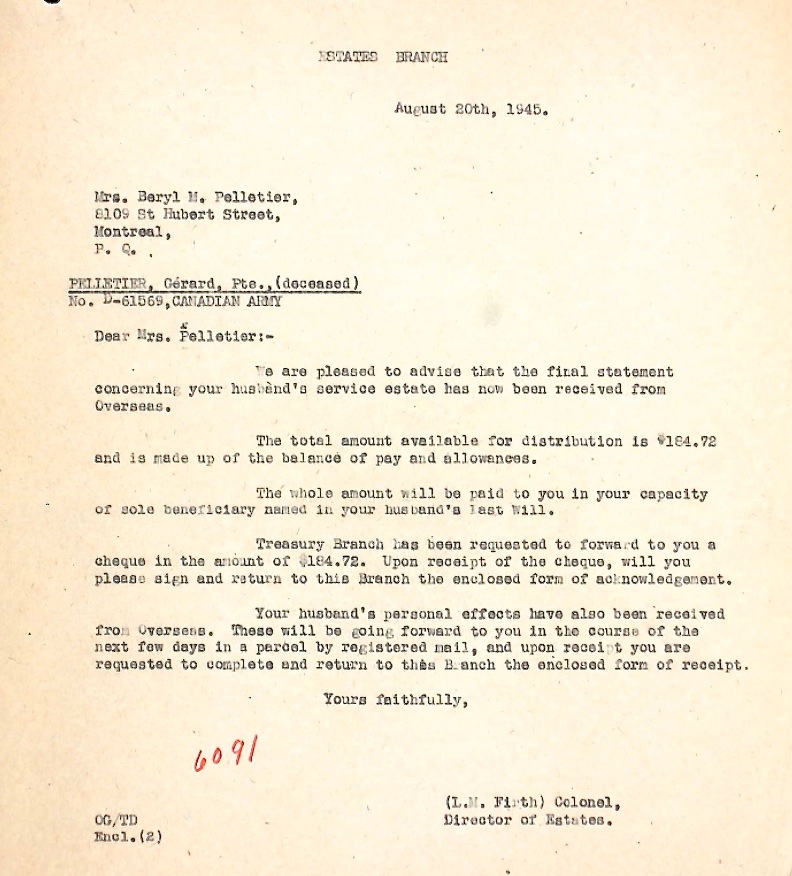 ESTATES BRANCH
August 20th, 1945.
Mrs. Beryl M. Pelletier,
8109 St Hubert Street,
Montreal,
P. Q.
PELLETIER, Gérard, Pte.,(deceased)
No. D-61569,CANADIAN ARMY
Dear Mrs. Pelletier:-
We are pleased to advise that the final statement
concerning your husband's service estate has now been received from
Overseas.
The total amount available for distribution is $184.72
and is made up of the balance of pay and allowances.
The whole amount will be paid to you in your capacity
of sole beneficiary named in your husband's last Will.
Treasury Branch has been requested to forward to you a
cheque in the amount of $184.72. Upon receipt of the cheque, will you
please sign and return to this Branch the enclosed form of acknowledgement.
Your husband's personal effects have also been received
from Overseas. These will be going forward to you in the course of the
next few days in a parcel by registered mail, and upon receipt you are
requested to complete and return to this Branch the enclosed form of receipt.
Yours faithfully,
6091
(L.M. Firth) Colonel,
Director of Estates.
OG/TD
Encl.(2)